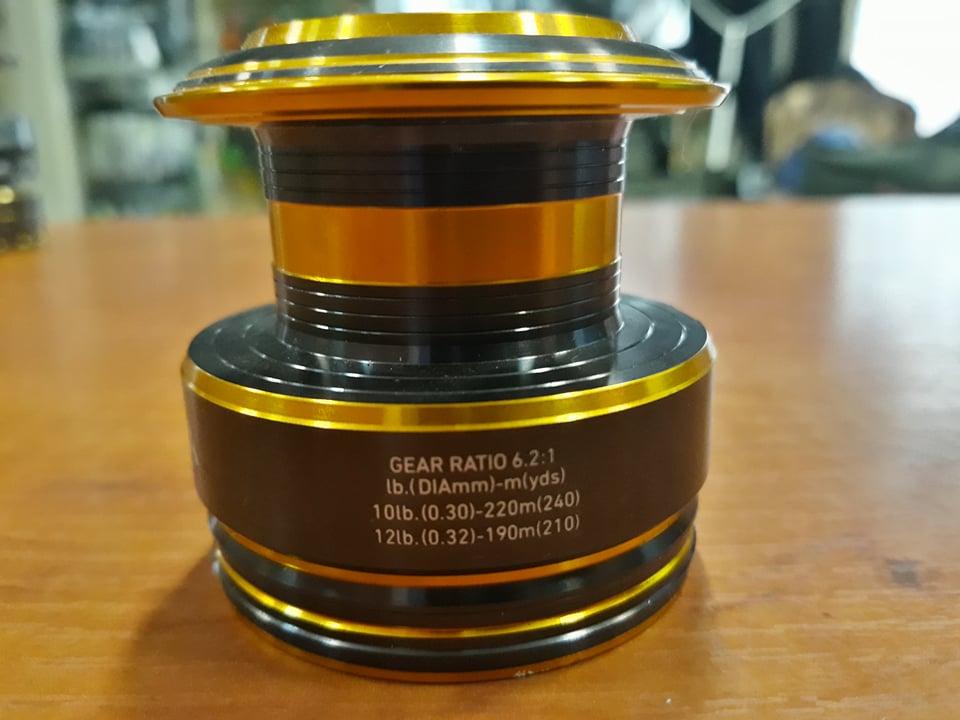 GEAR RATIO 6.2:1
lb.(DIAmm)-m(yds)
10lb.(0.30)-220m(240)
12lb.(0.32)-190m(210)